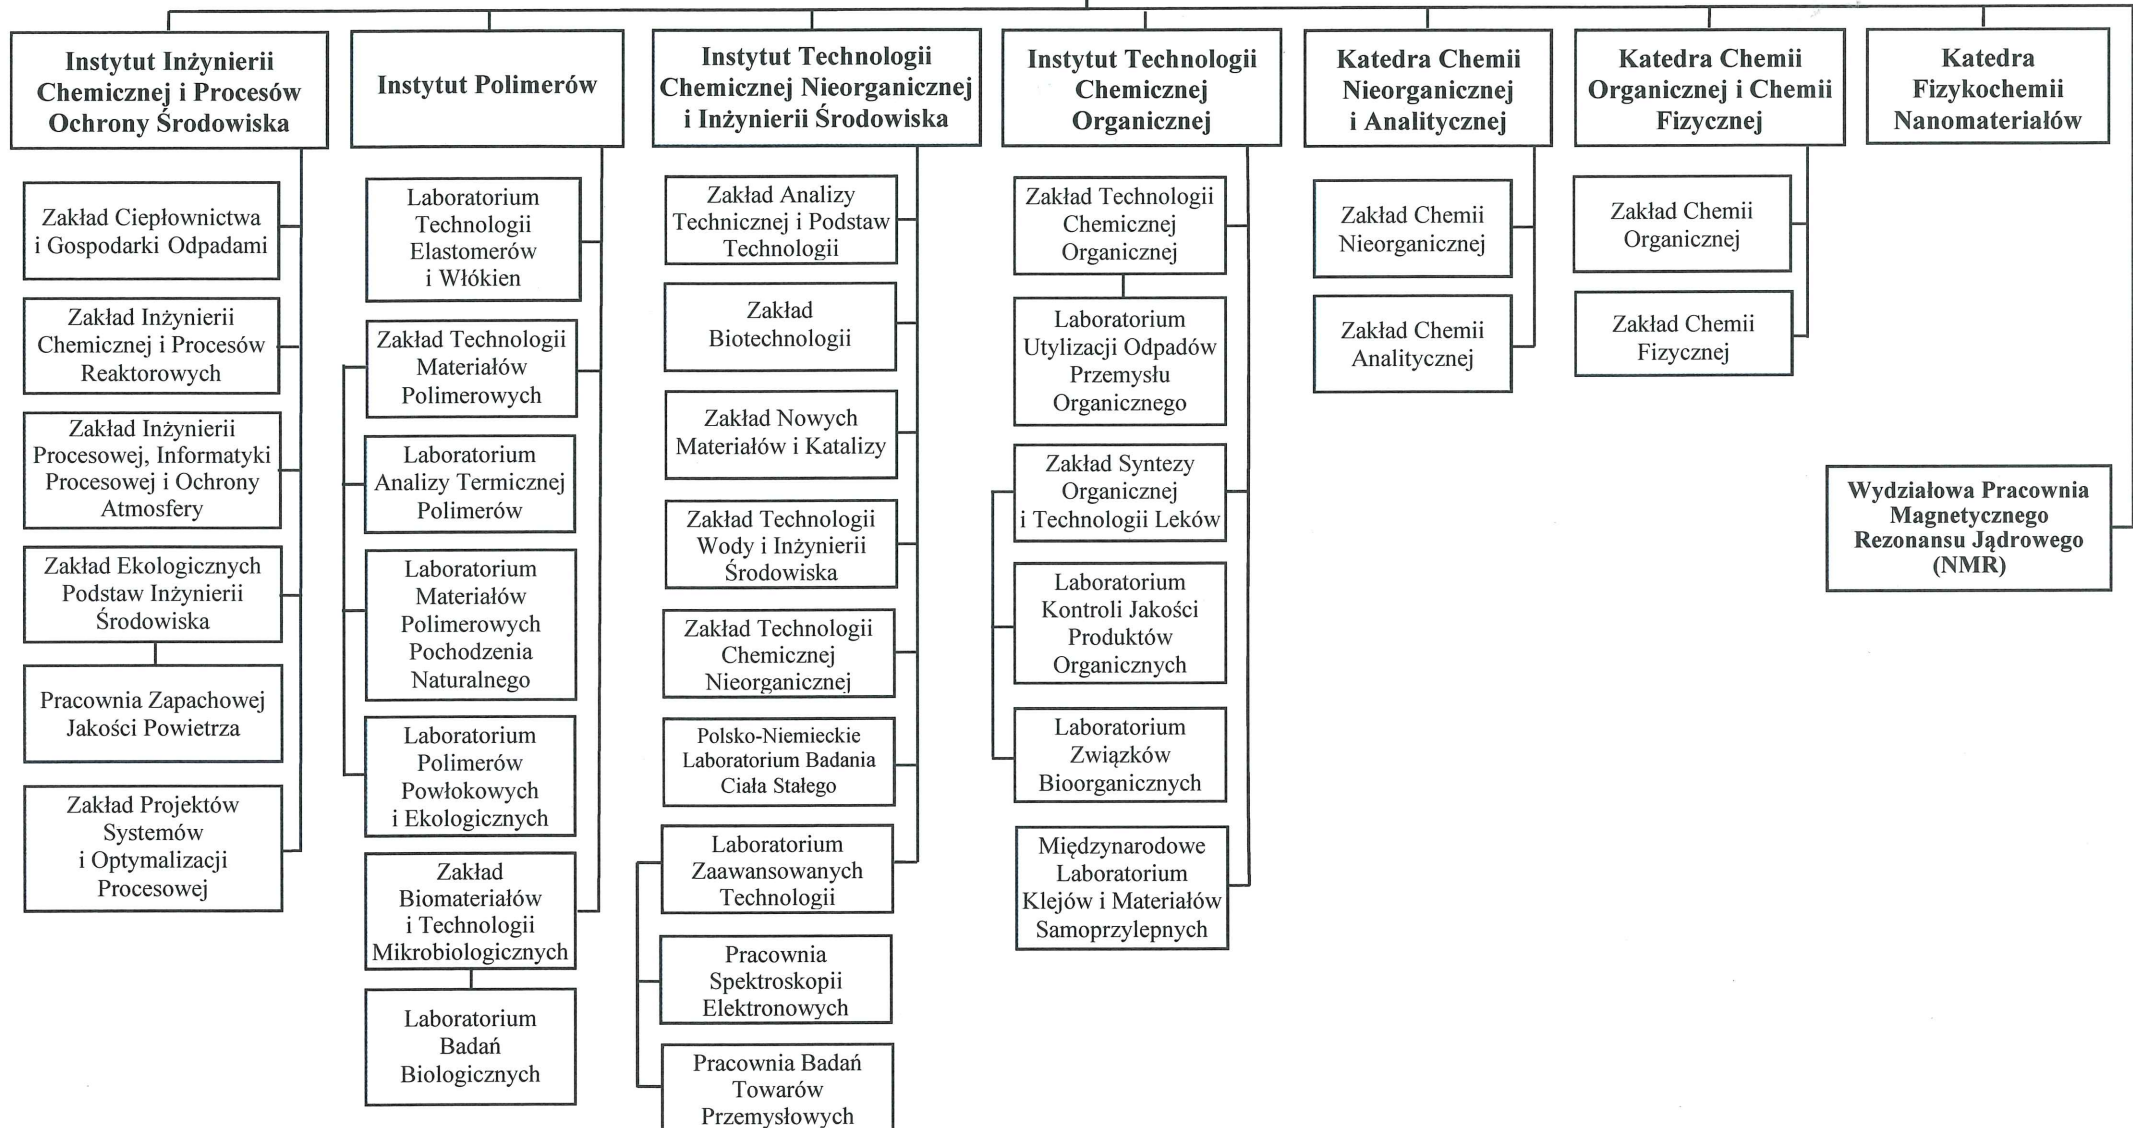 Instytut Inżynierii
Chemicznej i Procesów
Ochrony Środowiska
Zakład Ciepłownictwa
i Gospodarki Odpadami
Zakład Inżynierii
Chemicznej i Procesów
Reaktorowych
Zakład Inżynierii
Procesowej, Informatyki
Procesowej i Ochrony
Atmosfery
Zakład Ekologicznych
Podstaw Inżynierii
Środowiska
Pracownia Zapachowej
Jakości Powietrza
Zakład Projektów
Systemów
i Optymalizacji
Procesowej
Instytut Polimerów
Laboratorium
Technologii
Elastomerów
i Włókien
Zakład Technologii
Materiałów
Polimerowych
Laboratorium
Analizy Termicznej
Polimerów
Laboratorium
Materiałów
Polimerowych
Pochodzenia
Naturalnego
Laboratorium
Polimerów
Powłokowych
i Ekologicznych
Zakład
Biomateriałów
i Technologii
Mikrobiologicznych
Laboratorium
Badań
Biologicznych
Instytut Technologii
Chemicznej Nieorganicznej
i Inżynierii Środowiska
Zakład Analizy
Technicznej i Podstaw
Technologii
Zakład
Biotechnologii
Zakład Nowych
Materiałów i Katalizy
Zakład Technologii
Wody i Inżynierii
Środowiska
Zakład Technologii
Chemicznej
Nieorganicznej
Polsko-Niemieckie
Laboratorium Badania
Ciała Stałego
Laboratorium
Zaawansowanych
Technologii
Pracownia
Spektroskopii
Elektronowych
Pracownia Badań
Towarów
Przemysłowych
Instytut Technologii
Chemicznej
Organicznej
Zakład Technologii
Chemicznej
Organicznej
Laboratorium
Utylizacji Odpadów
Przemysłu
Organicznego
Zakład Syntezy
Organicznej
i Technologii Leków
Laboratorium
Kontroli Jakości
Produktów
Organicznych
Laboratorium
Związków
Bioorganicznych
Międzynarodowe
Laboratorium
Klejów i Materiałów
Samoprzylepnych
Katedra Chemii
Nieorganicznej
i Analitycznej
Zakład Chemii
Nieorganicznej
Zakład Chemii
Analitycznej
Katedra Chemii
Organicznej i Chemii
Fizycznej
Zakład Chemii
Organicznej
Zakład Chemii
Fizycznej
Katedra
Fizykochemii
Nanomateriałów
Wydziałowa Pracownia
Magnetycznego
Rezonansu Jądrowego
(NMR)